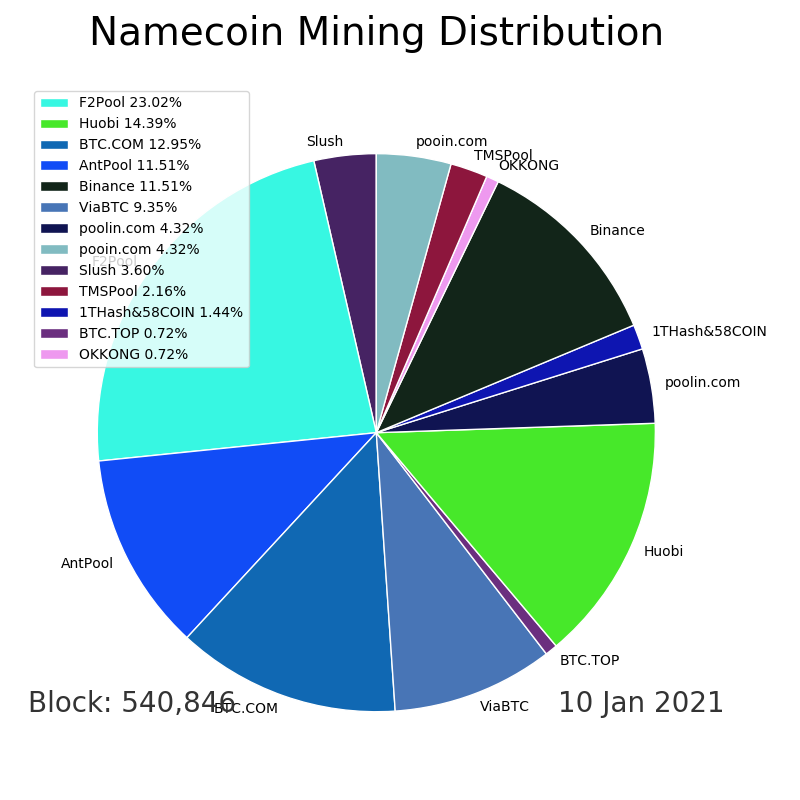 Namecoin Mining Distribution
F2Pool 23.02%
Huobi 14.39%
BTC.COM 12.95%
AntPool 11.51%
Binance 11.51%
ViaBTC 9.35%
poolin.com 4.32%
pooin.com 4.32%
Slush 3.60%
TMSPool 2.16%
1THash&58COIN 1.44%
BTC.TOP 0.72%
OKKONG 0.72%
Slush
pooin.com
TMSPool
OKKONG
Binance
F2Pool
1THash&58COIN
poolin.com
Huobi
AntPool
BTC.TOP
ViaBTC
BTC.COM
Block: 540,846
10 Jan 2021